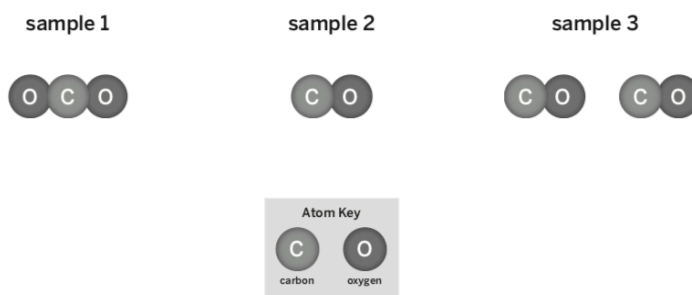 sample 1 sample 2 sample 3
O C O C O C O C O
Atom Key
C O
carbon oxygen